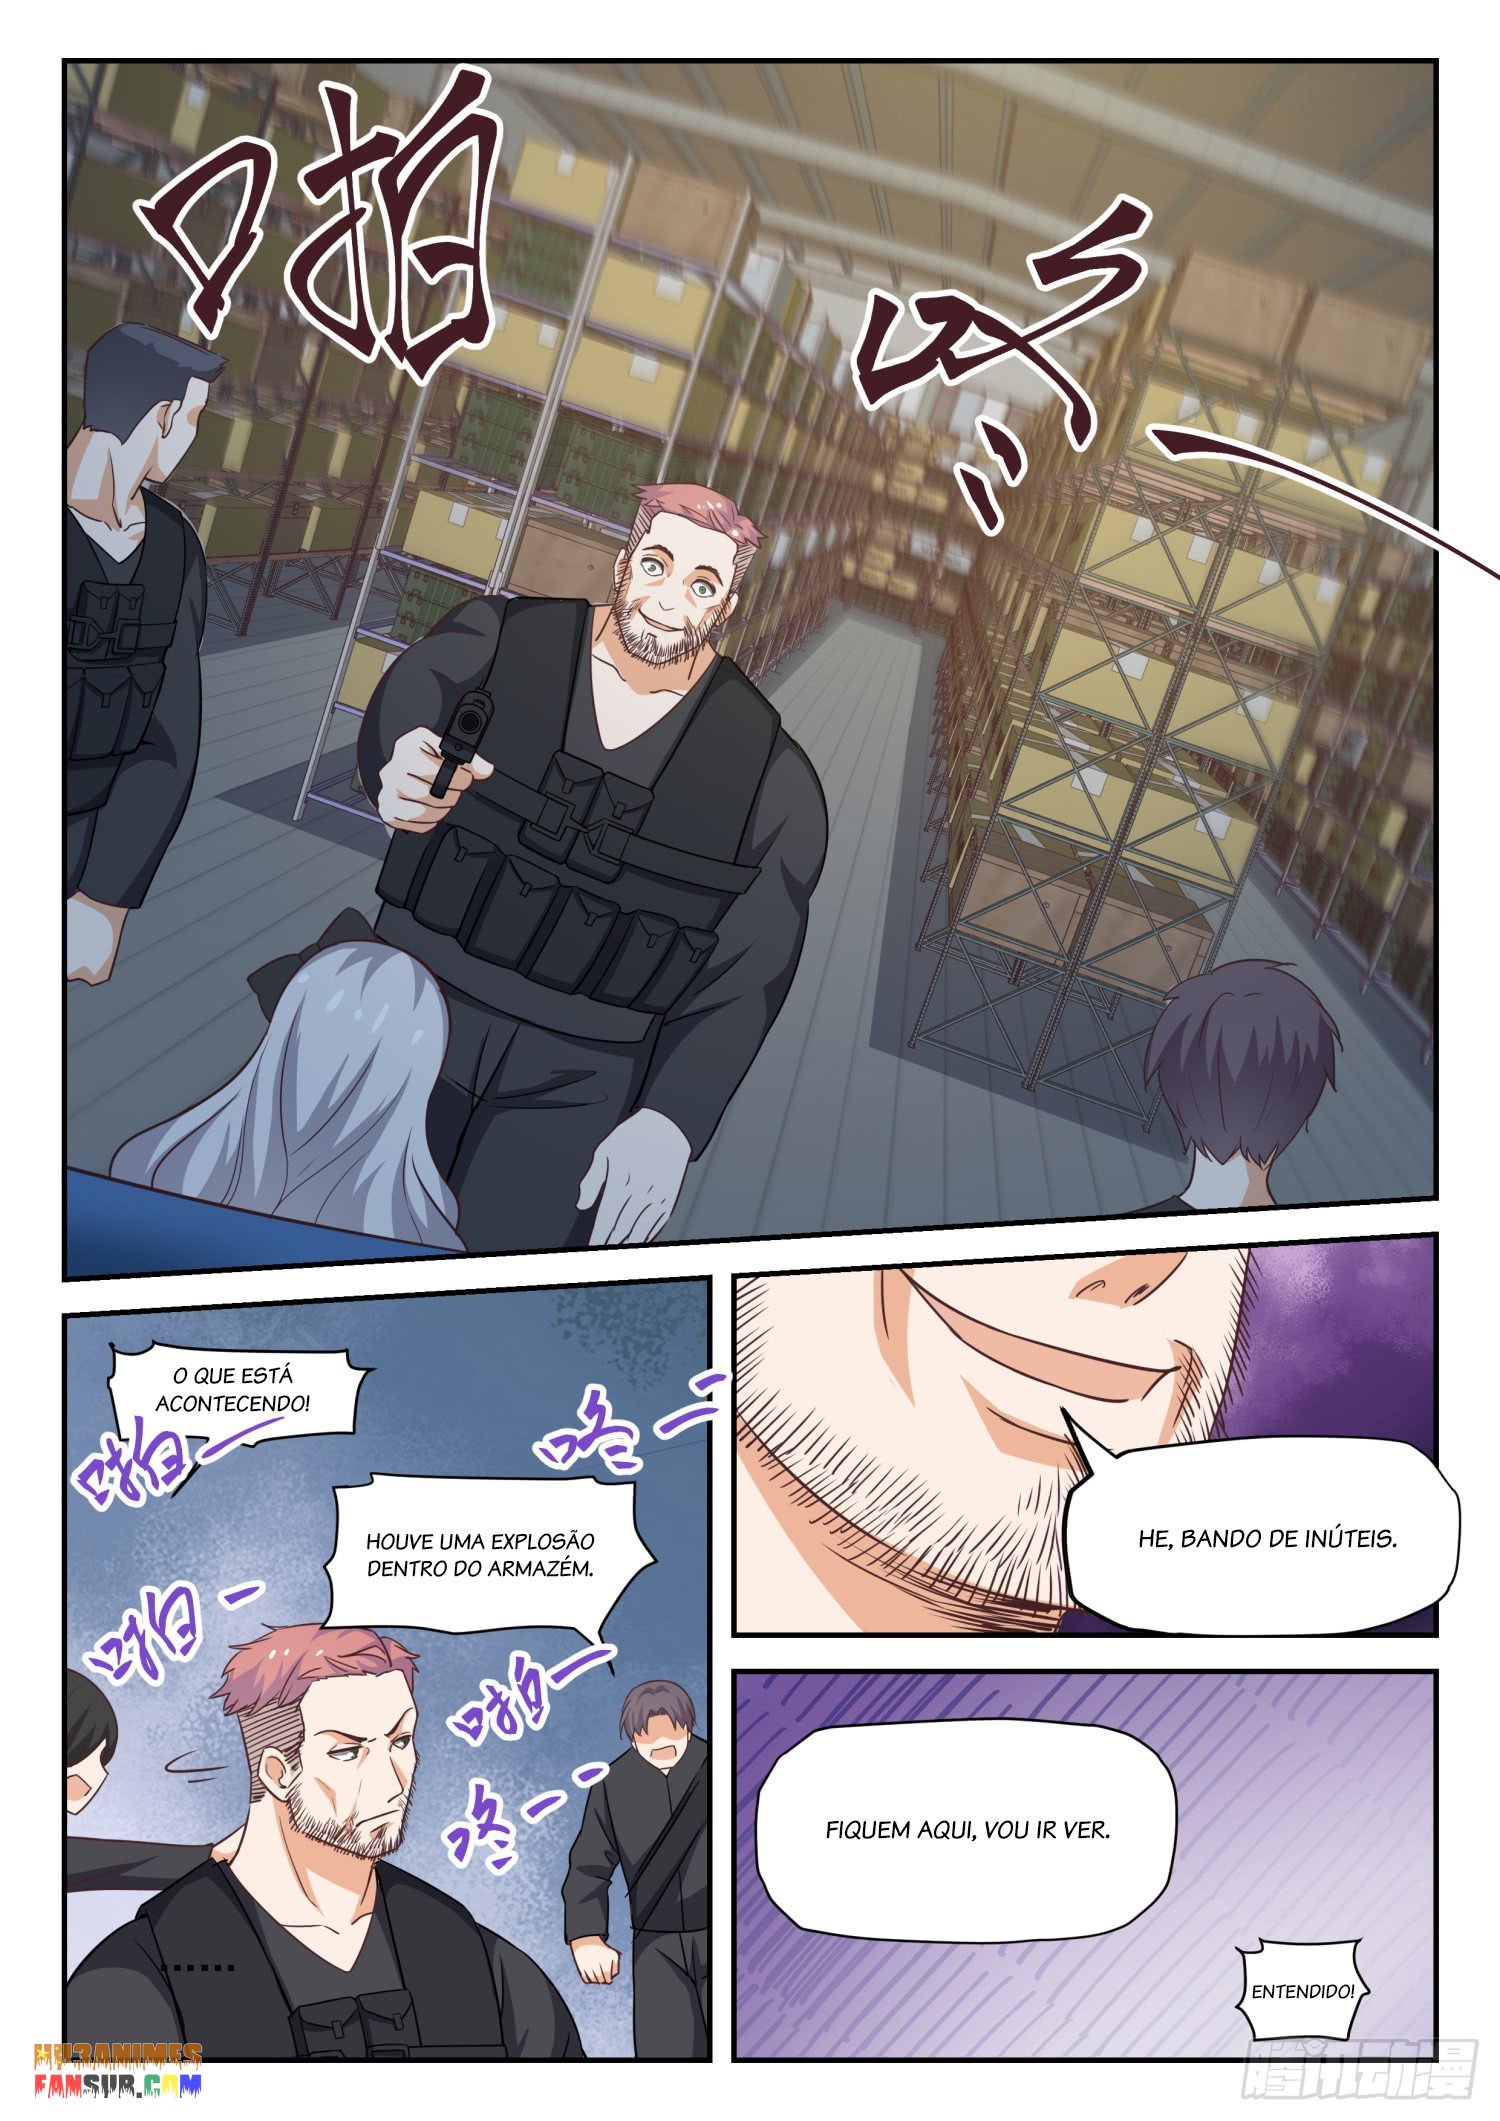 啪
咚
O QUE ESTÁ
ACONTECENDO!
啪
咚
HOUVE UMA EXPLOSÃO
DENTRO DO ARMAZÉM.
啪
啪
咚
......
HE, BANDO DE INÚTEIS.
FIQUEM AQUI, VOU IR VER.
ENTENDIDO!
HU3ANIMES
FANSUB.COM
腾讯动漫